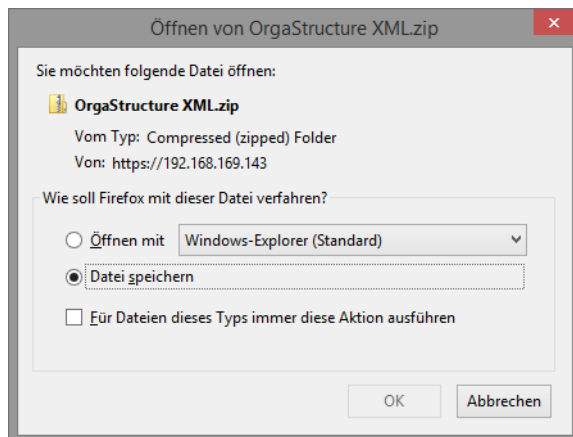 Öffnen von OrgaStructure XML.zip
Sie möchten folgende Datei öffnen:
OrgaStructure XML.zip
Vom Typ: Compressed (zipped) Folder
Von: https://192.168.169.143
Wie soll Firefox mit dieser Datei verfahren?
Öffnen mit Windows-Explorer (Standard)
Datei speichern
Für Dateien dieses Typs immer diese Aktion ausführen
OK Abbrechen